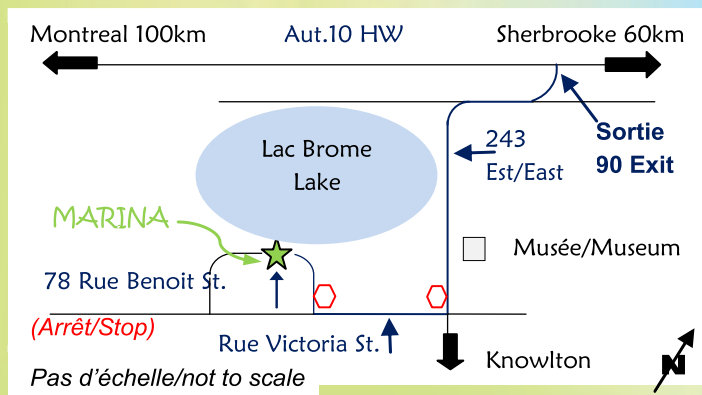 Montreal 100km Aut.10 HW Sherbrooke 60km
Sortie
90 Exit
243
Est/East
Lac Brome
Lake
MARINA
Musée/Museum
78 Rue Benoit St.
(Arrêt/Stop)
Rue Victoria St.
Knowlton
N
Pas d'échelle/not to scale